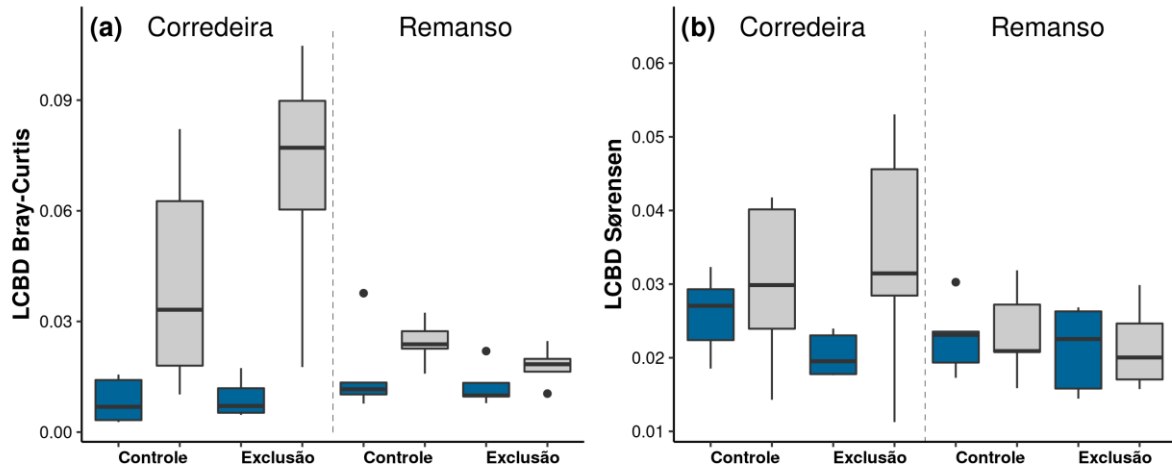 (a) Corredeira Remanso
LCBD Bray-Curtis
0.09
0.06
0.03
0.00
Controle Exclusão Controle Exclusão
(b) Corredeira Remanso
LCBD Sørensen
0.06
0.05
0.04
0.03
0.02
0.01
Controle Exclusão Controle Exclusão